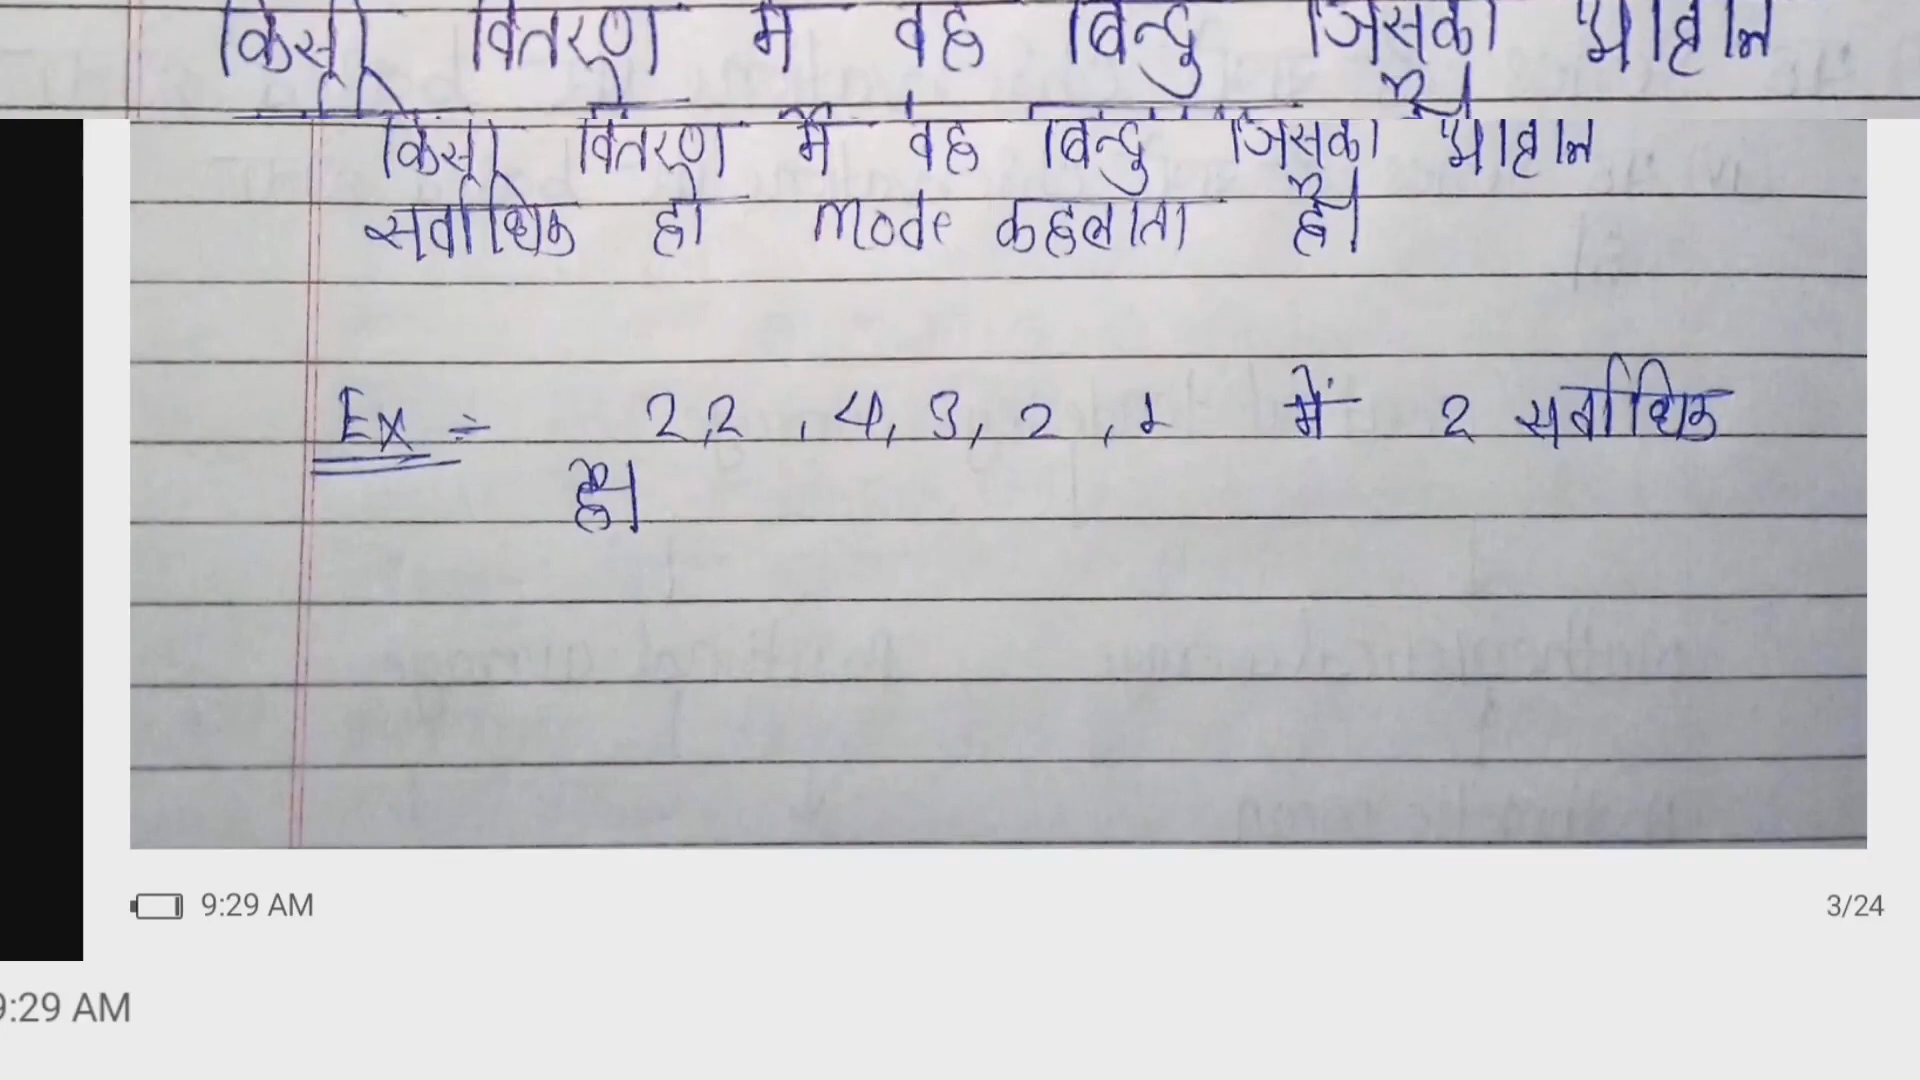 किसी वितरण में वह बिन्दु जिसका
किसी वितरण में वह बिन्दु जिसका
सर्वाधिक हो mode कहलाता है।
Ex ÷ 2,2 , 4, 3, 2 , 1 में 2 सर्वाधिक
है।
9:29 AM 3/24
9:29 AM